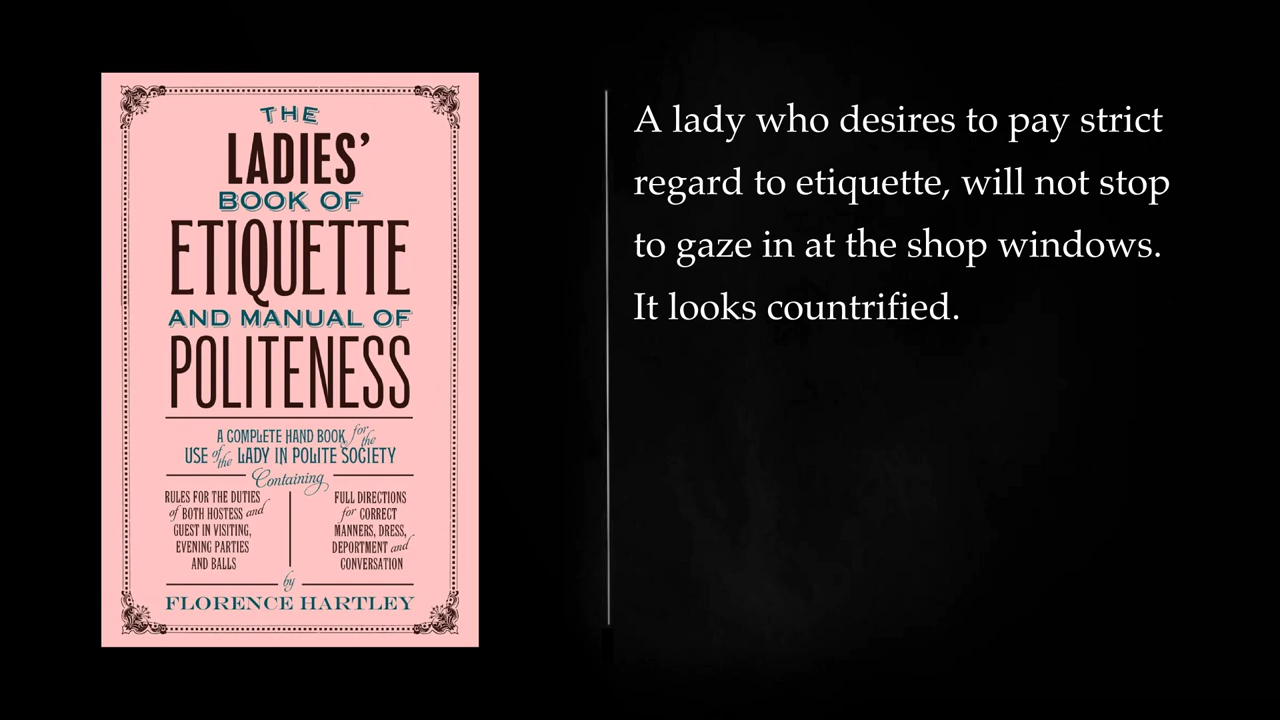 THE
LADIES'
BOOK OF
ETIQUETTE
AND MANUAL OF
POLITENESS
A COMPLETE HAND BOOK for the
USE of the LADY IN POLITE SOCIETY
Containing
RULES FOR THE DUTIES
of BOTH HOSTESS and
GUEST IN VISITING,
EVENING PARTIES
AND BALLS
FULL DIRECTIONS
for CORRECT
MANNERS, DRESS,
DEPORTMENT and
CONVERSATION
by
FLORENCE HARTLEY
A lady who desires to pay strict
regard to etiquette, will not stop
to gaze in at the shop windows.
It looks countrified.